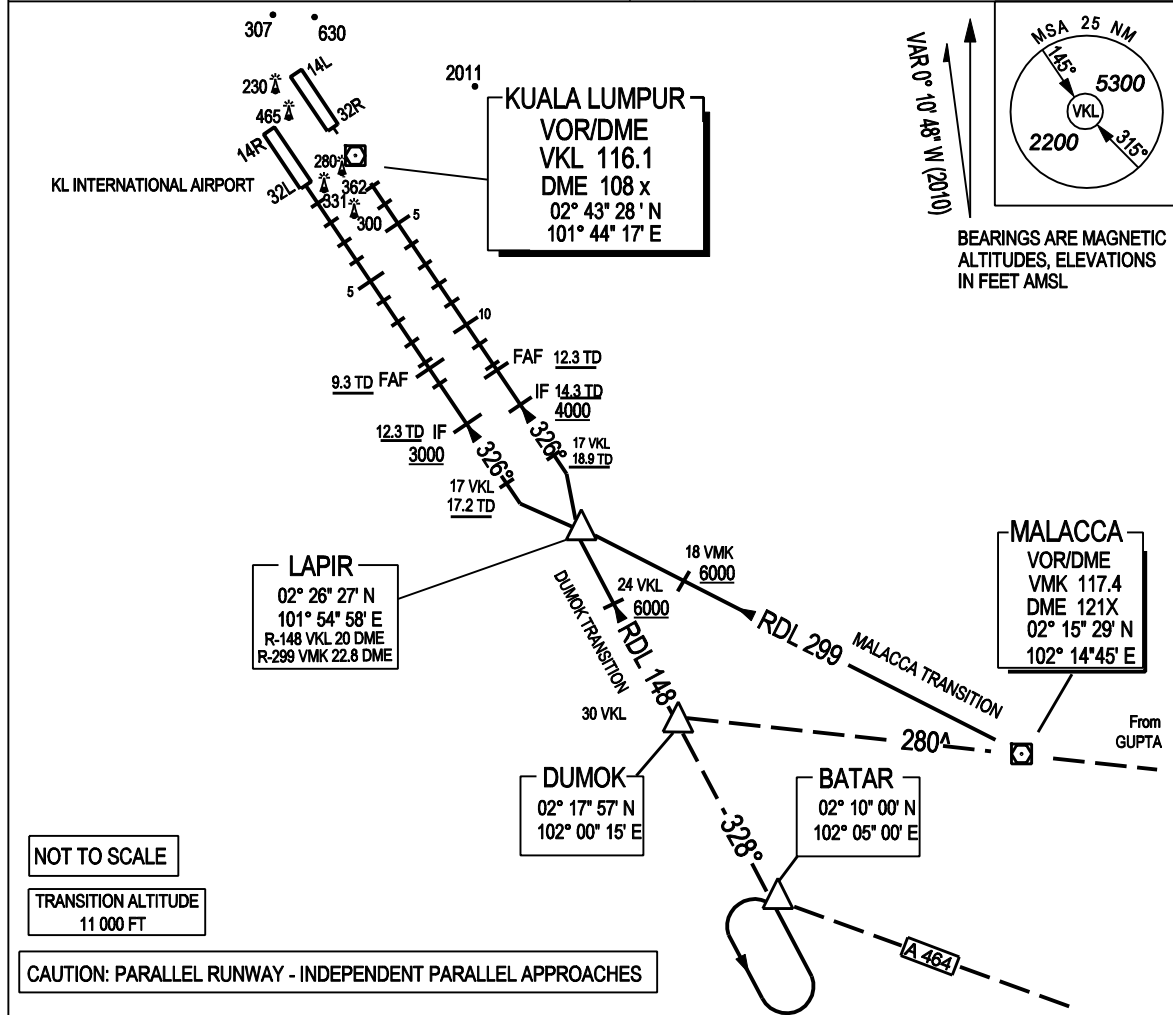 307
630
14L
230
2011
465
32R
14R
280
32L
362
331
300
KL INTERNATIONAL AIRPORT
KUALA LUMPUR
VOR/DME
VKL 116.1
DME 108 x
02° 43" 28 ' N
101° 44" 17' E
VAR 0° 10' 48" W (2010)
MSA 25 NM
145°
5300
VKL
2200
315°
BEARINGS ARE MAGNETIC
ALTITUDES, ELEVATIONS
IN FEET AMSL
5
5
10
FAF 12.3 TD
9.3 TD FAF
IF 14.3 TD
4000
12.3 TD IF
3000
326°
326°
17 VKL
18.9 TD
17 VKL
17.2 TD
LAPIR
02° 26" 27' N
101° 54" 58' E
R-148 VKL 20 DME
R-299 VMK 22.8 DME
18 VMK
6000
24 VKL
6000
DUMOK TRANSITION
RDL 148
RDL 299
MALACCA TRANSITION
MALACCA
VOR/DME
VMK 117.4
DME 121X
02° 15" 29' N
102° 14"45' E
30 VKL
280^
From
GUPTA
DUMOK
02° 17" 57' N
102° 00" 15' E
BATAR
02° 10" 00' N
102° 05" 00' E
328°
A 464
NOT TO SCALE
TRANSITION ALTITUDE
11 000 FT
CAUTION: PARALLEL RUNWAY - INDEPENDENT PARALLEL APPROACHES